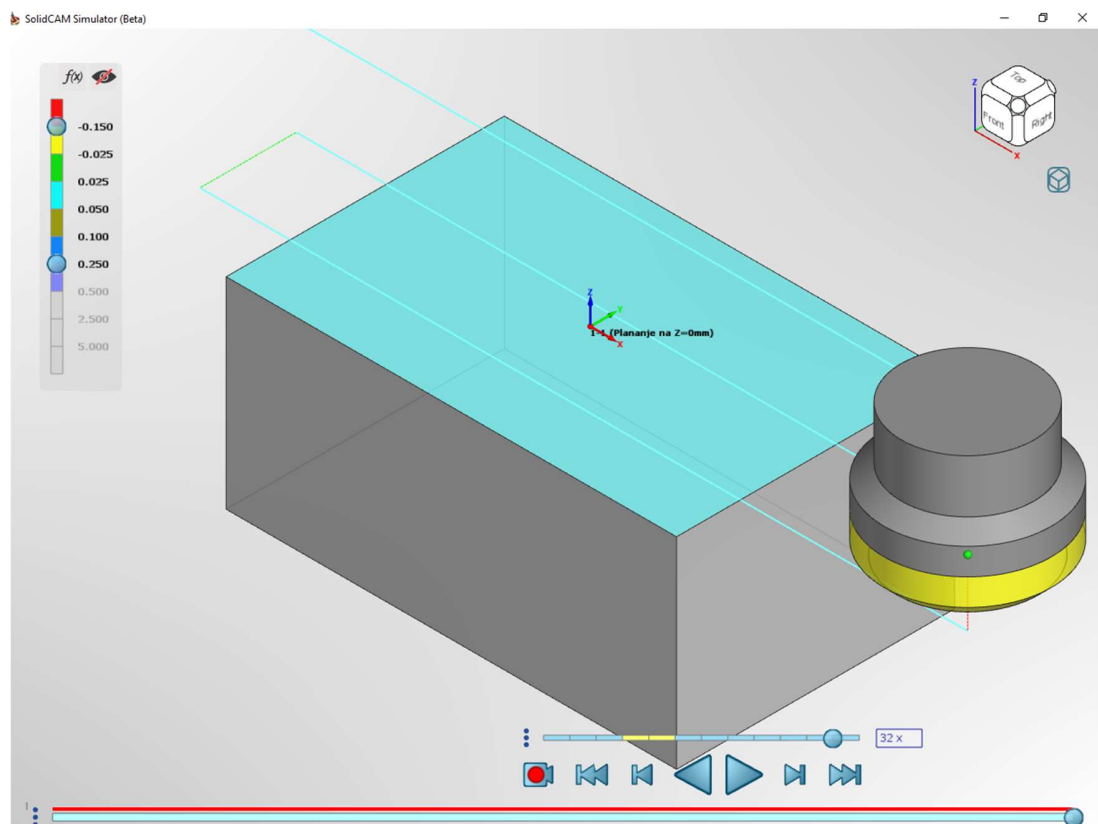 SolidCAM Simulator (Beta)
f(x)
-0.150
-0.025
0.025
0.050
0.100
0.250
0.500
2.500
5.000
Top
Front
Right
Z
X
Z
Y
X
1-1 (Plananje na Z=0mm)
32 x